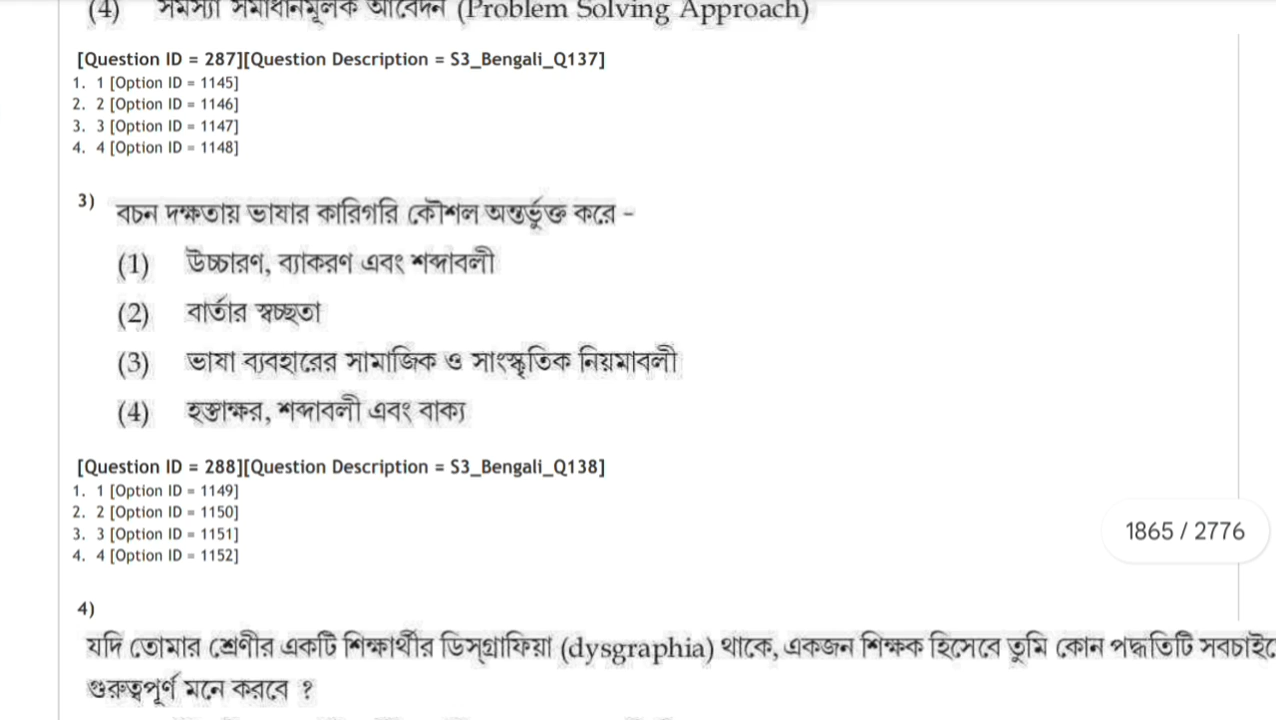 (4) সমস্যা সমাধানমূলক আবেদন (Problem Solving Approach)
[Question ID = 287][Question Description = S3_Bengali_Q137]
1. 1 [Option ID = 1145]
2. 2 [Option ID = 1146]
3. 3 [Option ID = 1147]
4. 4 [Option ID = 1148]
3) বচন দক্ষতায় ভাষার কারিগরি কৌশল অন্তর্ভুক্ত করে -
(1) উচ্চারণ, ব্যাকরণ এবং শব্দাবলী
(2) বার্তার স্বচ্ছতা
(3) ভাষা ব্যবহারের সামাজিক ও সাংস্কৃতিক নিয়মাবলী
(4) হস্তাক্ষর, শব্দাবলী এবং বাক্য
[Question ID = 288][Question Description = S3_Bengali_Q138]
1. 1 [Option ID = 1149]
2. 2 [Option ID = 1150]
3. 3 [Option ID = 1151]
4. 4 [Option ID = 1152]
1865 / 2776
4)
যদি তোমার শ্রেণীর একটি শিক্ষার্থীর ডিস্‌গ্রাফিয়া (dysgraphia) থাকে, একজন শিক্ষক হিসেবে তুমি কোন পদ্ধতিটি
গুরুত্বপূর্ণ মনে করবে ?